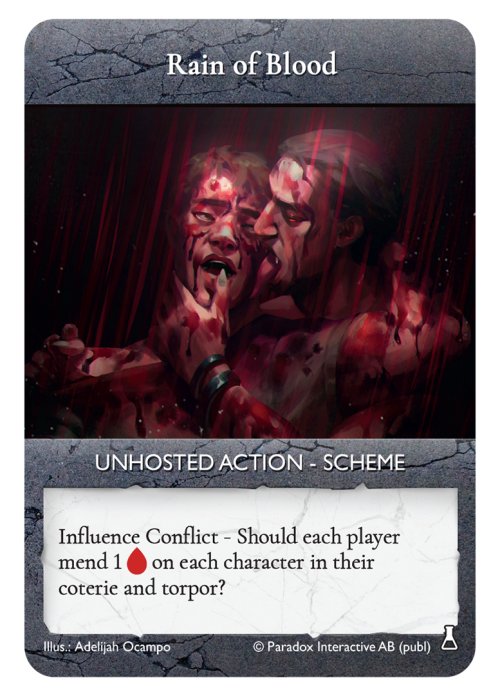 Rain of Blood
UNHOSTED ACTION - SCHEME
Influence Conflict - Should each player
mend 1 on each character in their
coterie and torpor?
Illus.: Adelijah Ocampo © Paradox Interactive AB (publ)